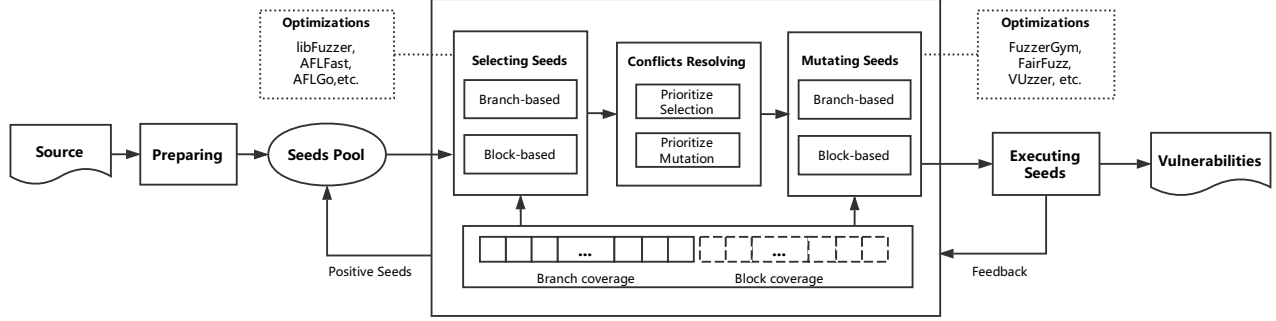 Optimizations
libFuzzer,
AFLFast,
AFLGo,etc.
Selecting Seeds
Branch-based
Block-based
Conflicts Resolving
Prioritize
Selection
Prioritize
Mutation
Mutating Seeds
Branch-based
Block-based
Optimizations
FuzzerGym,
FairFuzz,
VUzzer, etc.
Source
Preparing
Seeds Pool
Executing
Seeds
Vulnerabilities
...
...
Branch coverage
Block coverage
Positive Seeds
Feedback